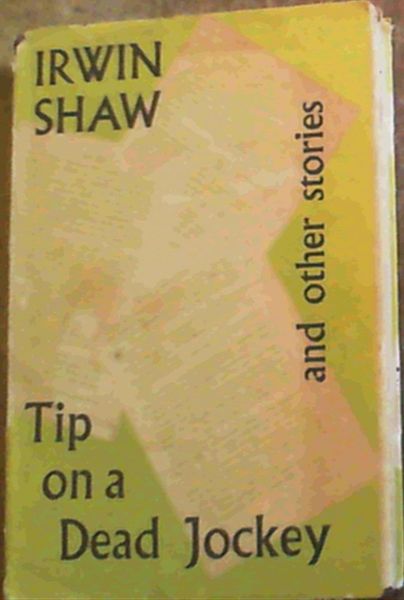 IRWIN
SHAW
and other stories
Tip
on a
Dead Jockey